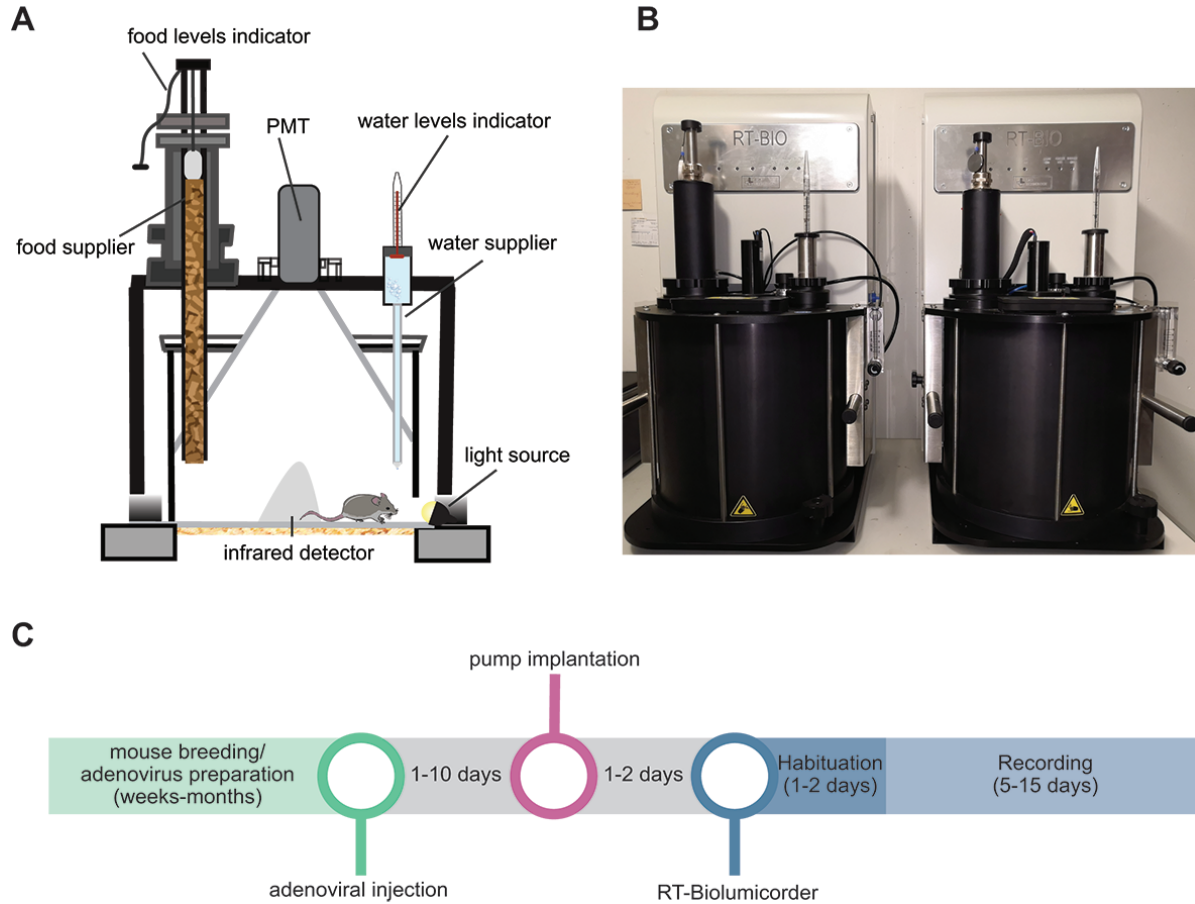 A
food levels indicator
PMT
water levels indicator
food supplier
water supplier
light source
infrared detector
B
RT-BIO
RT-BIO
C
pump implantation
mouse breeding/
adenovirus preparation
(weeks-months)
1-10 days
1-2 days
Habituation
(1-2 days)
Recording
(5-15 days)
adenoviral injection
RT-Biolumicorder